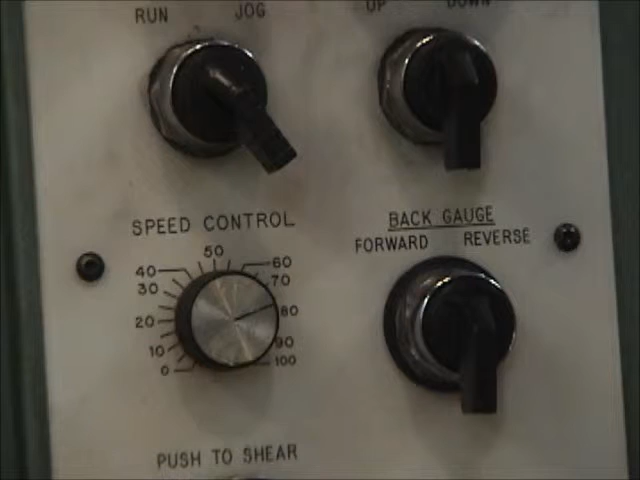 RUN JOG
UP DOWN
SPEED CONTROL
BACK GAUGE
FORWARD REVERSE
50
40 60
30 70
20 80
10 90
0 100
PUSH TO SHEAR